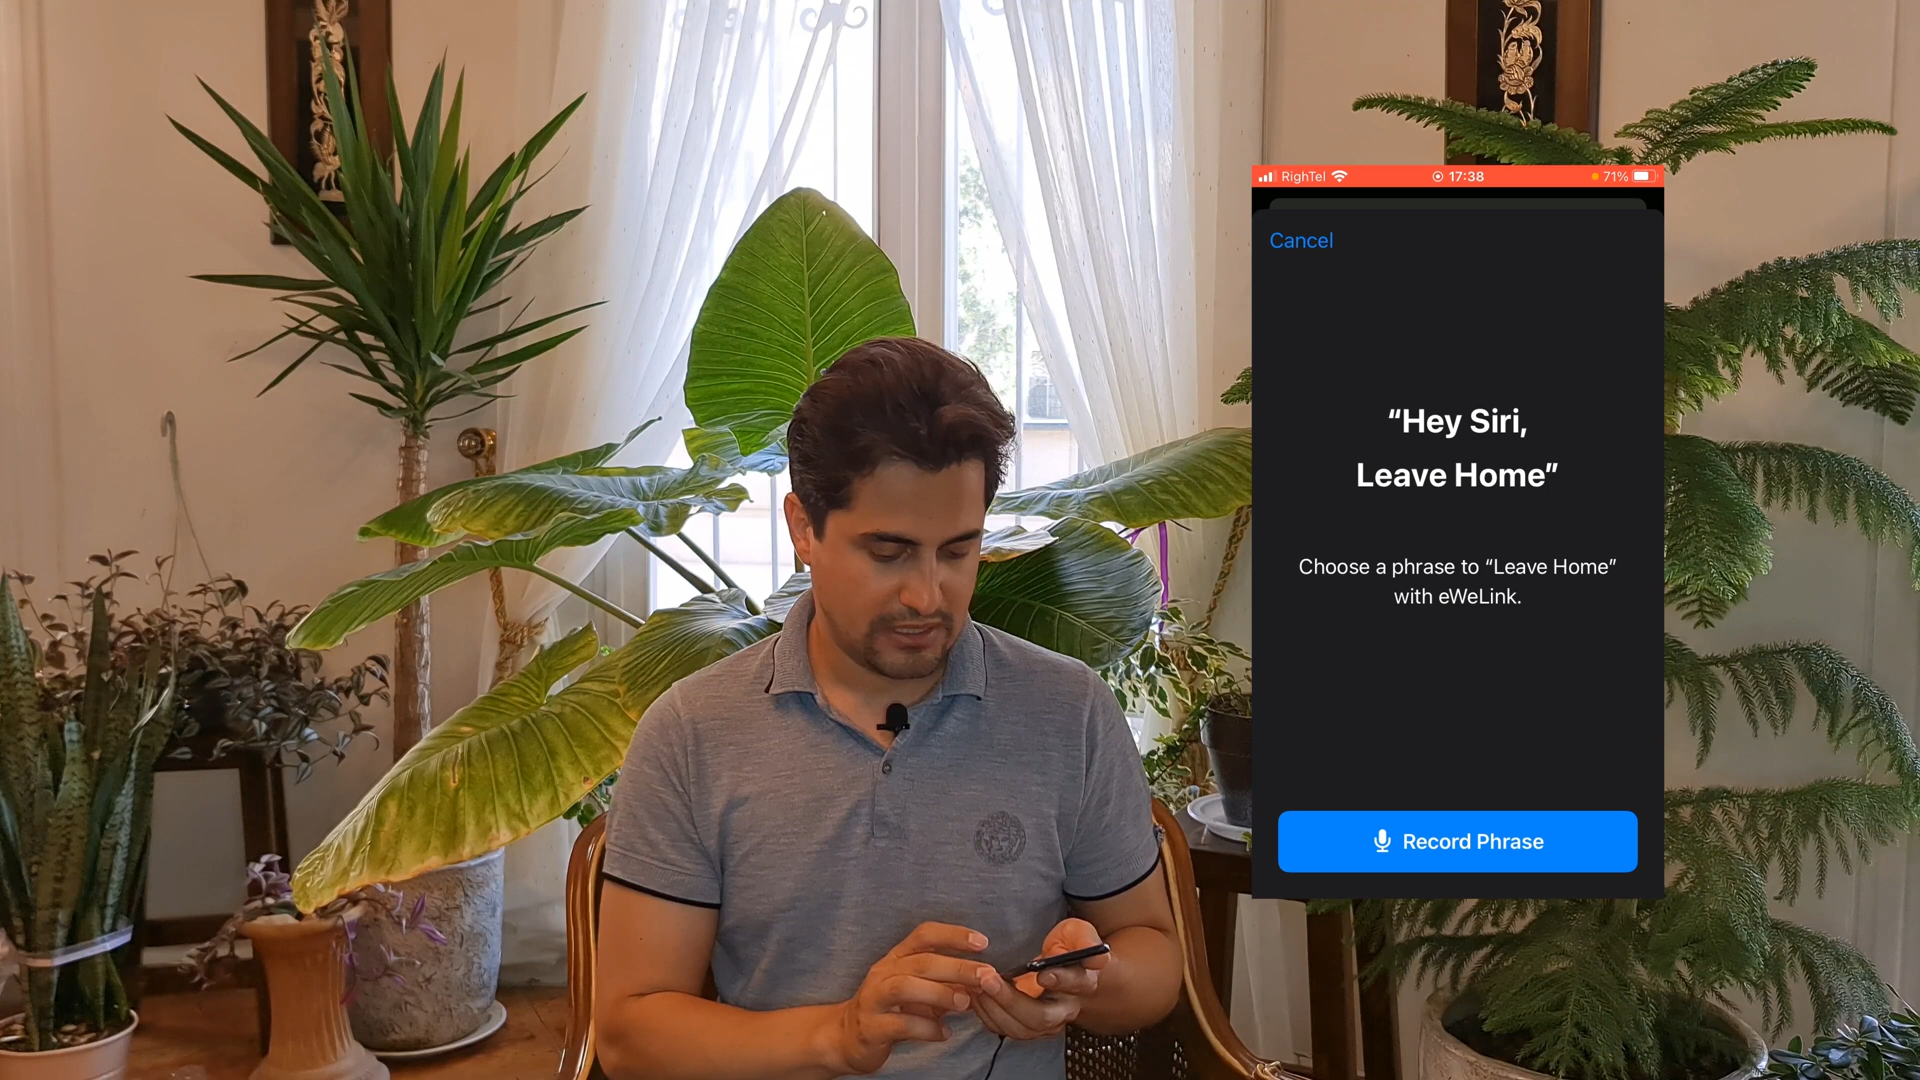 RighTel 17:38 71%
Cancel
“Hey Siri,
Leave Home”
Choose a phrase to “Leave Home”
with eWeLink.
Record Phrase